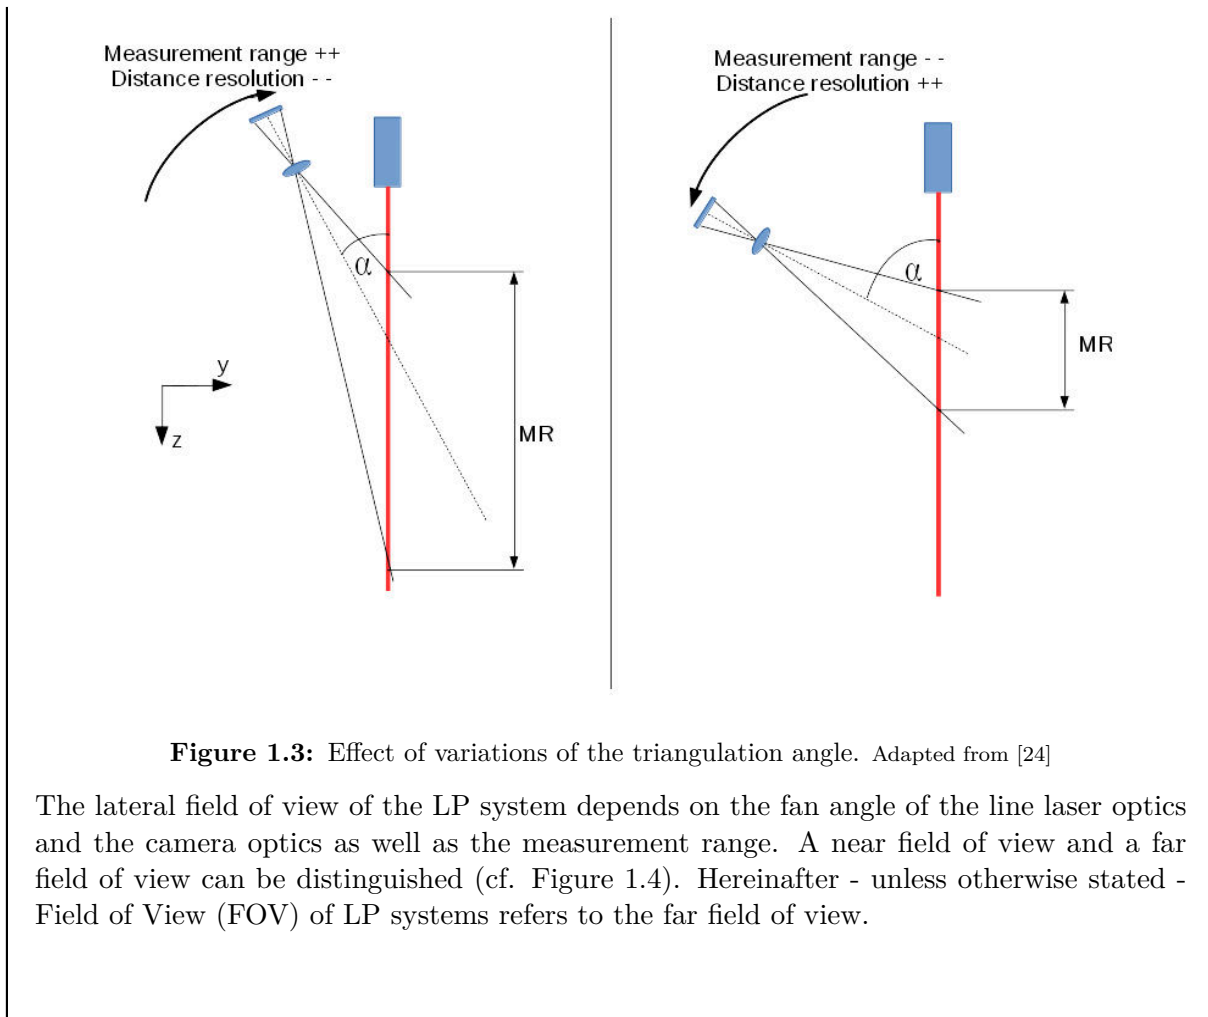 Measurement range ++
Distance resolution - -
α
MR
y
z
Measurement range - -
Distance resolution ++
α
MR
Figure 1.3: Effect of variations of the triangulation angle. Adapted from [24]
The lateral field of view of the LP system depends on the fan angle of the line laser optics
and the camera optics as well as the measurement range. A near field of view and a far
field of view can be distinguished (cf. Figure 1.4). Hereinafter - unless otherwise stated -
Field of View (FOV) of LP systems refers to the far field of view.